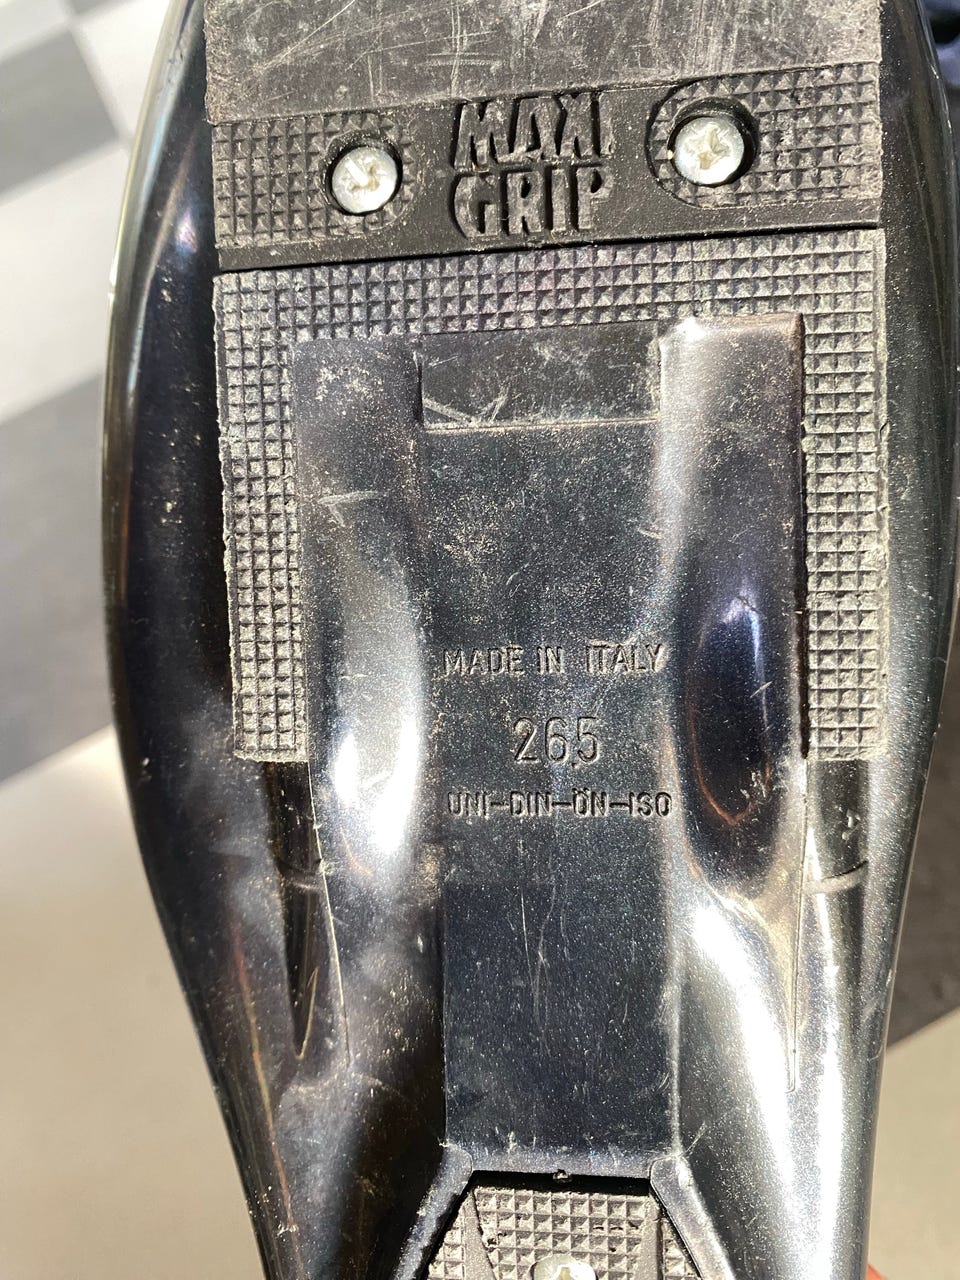 MAXI
GRIP
MADE IN ITALY
265
UNI-DIN-ÖN-ISO